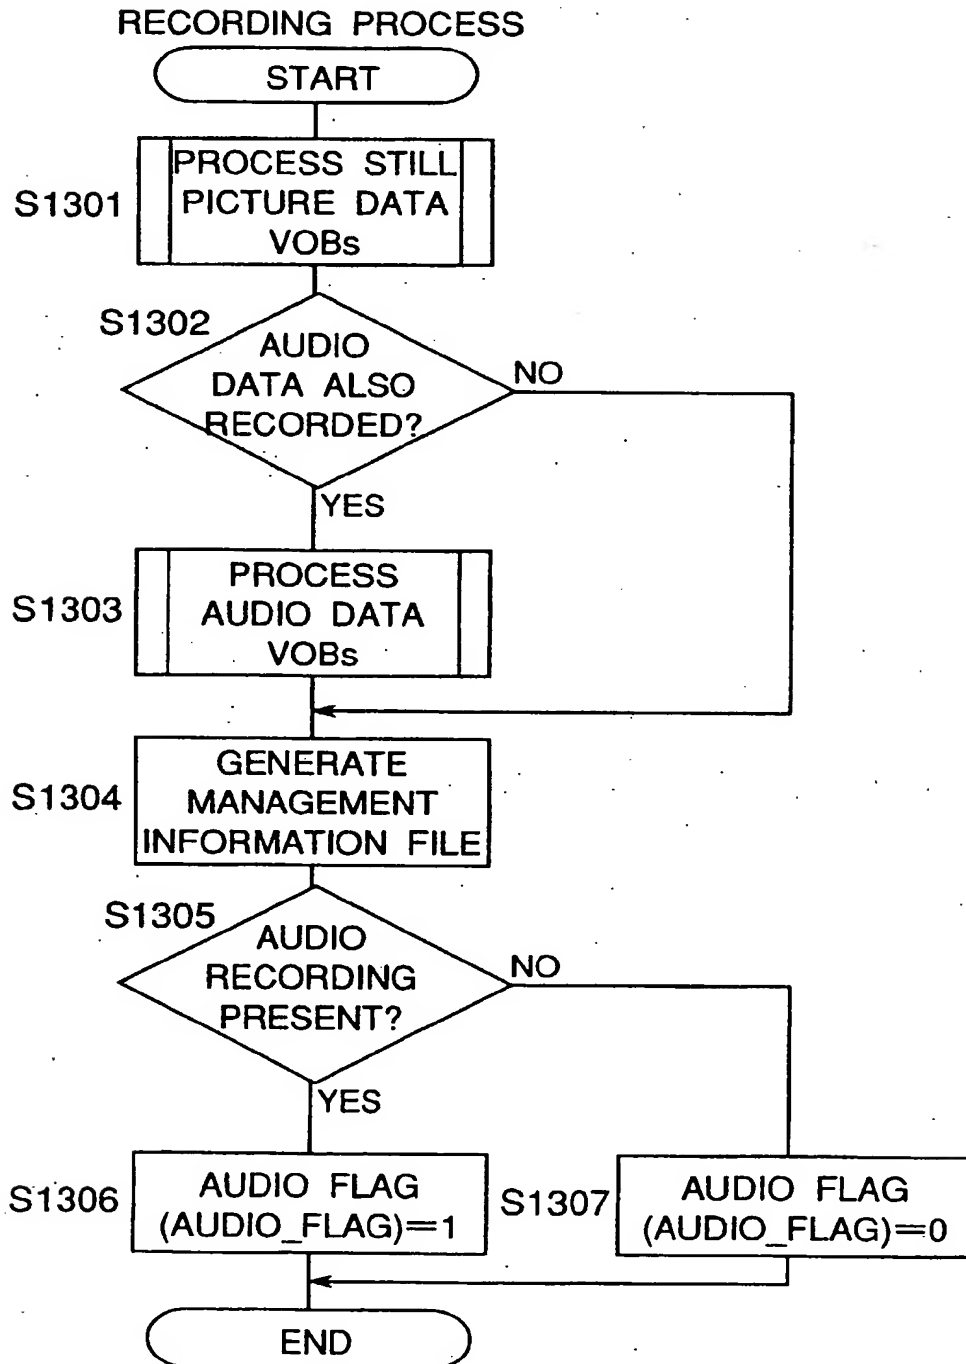 RECORDING PROCESS
START
S1301
PROCESS STILL
PICTURE DATA
VOBs
S1302
AUDIO
DATA ALSO
RECORDED?
NO
YES
S1303
PROCESS
AUDIO DATA
VOBs
S1304
GENERATE
MANAGEMENT
INFORMATION FILE
S1305
AUDIO
RECORDING
PRESENT?
NO
YES
S1306
AUDIO FLAG
(AUDIO_FLAG)=1
S1307
AUDIO FLAG
(AUDIO_FLAG)=0
END